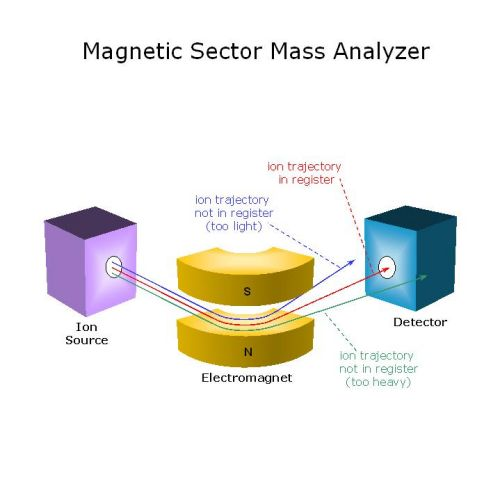 Magnetic Sector Mass Analyzer
ion trajectory
in register
ion trajectory
not in register
(too light)
S
Ion
Source
Detector
N
ion trajectory
not in register
(too heavy)
Electromagnet